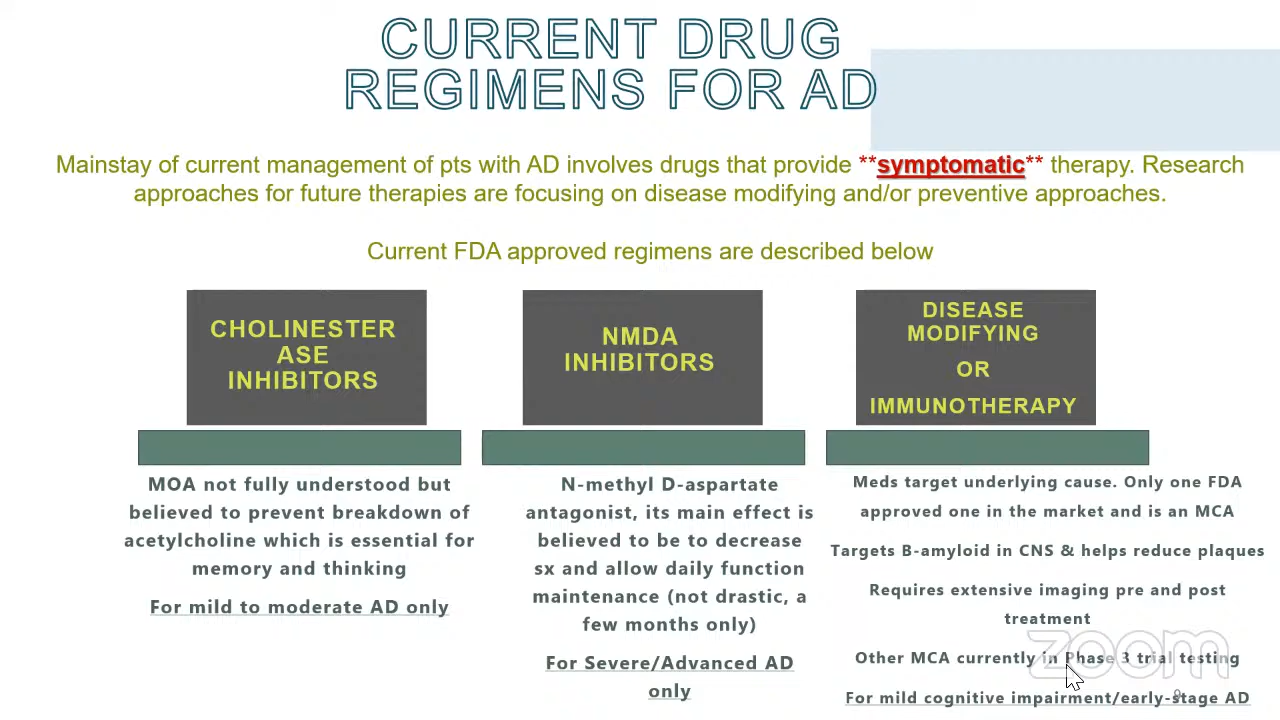 CURRENT DRUG
REGIMENS FOR AD
Mainstay of current management of pts with AD involves drugs that provide **symptomatic** therapy. Research
approaches for future therapies are focusing on disease modifying and/or preventive approaches.
Current FDA approved regimens are described below
CHOLINESTER
ASE
INHIBITORS
MOA not fully understood but
believed to prevent breakdown of
acetylcholine which is essential for
memory and thinking
For mild to moderate AD only
NMDA
INHIBITORS
N-methyl D-aspartate
antagonist, its main effect is
believed to be to decrease
sx and allow daily function
maintenance (not drastic, a
few months only)
For Severe/Advanced AD
only
DISEASE
MODIFYING
OR
IMMUNOTHERAPY
Meds target underlying cause. Only one FDA
approved one in the market and is an MCA
Targets B-amyloid in CNS & helps reduce plaques
Requires extensive imaging pre and post
treatment
Other MCA currently in Phase 3 trial testing
For mild cognitive impairment/early-stage AD
zoom
9